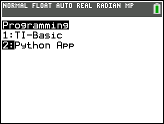 NORMAL FLOAT AUTO REAL RADIAN MP
Programming
1:TI-Basic
2:Python App